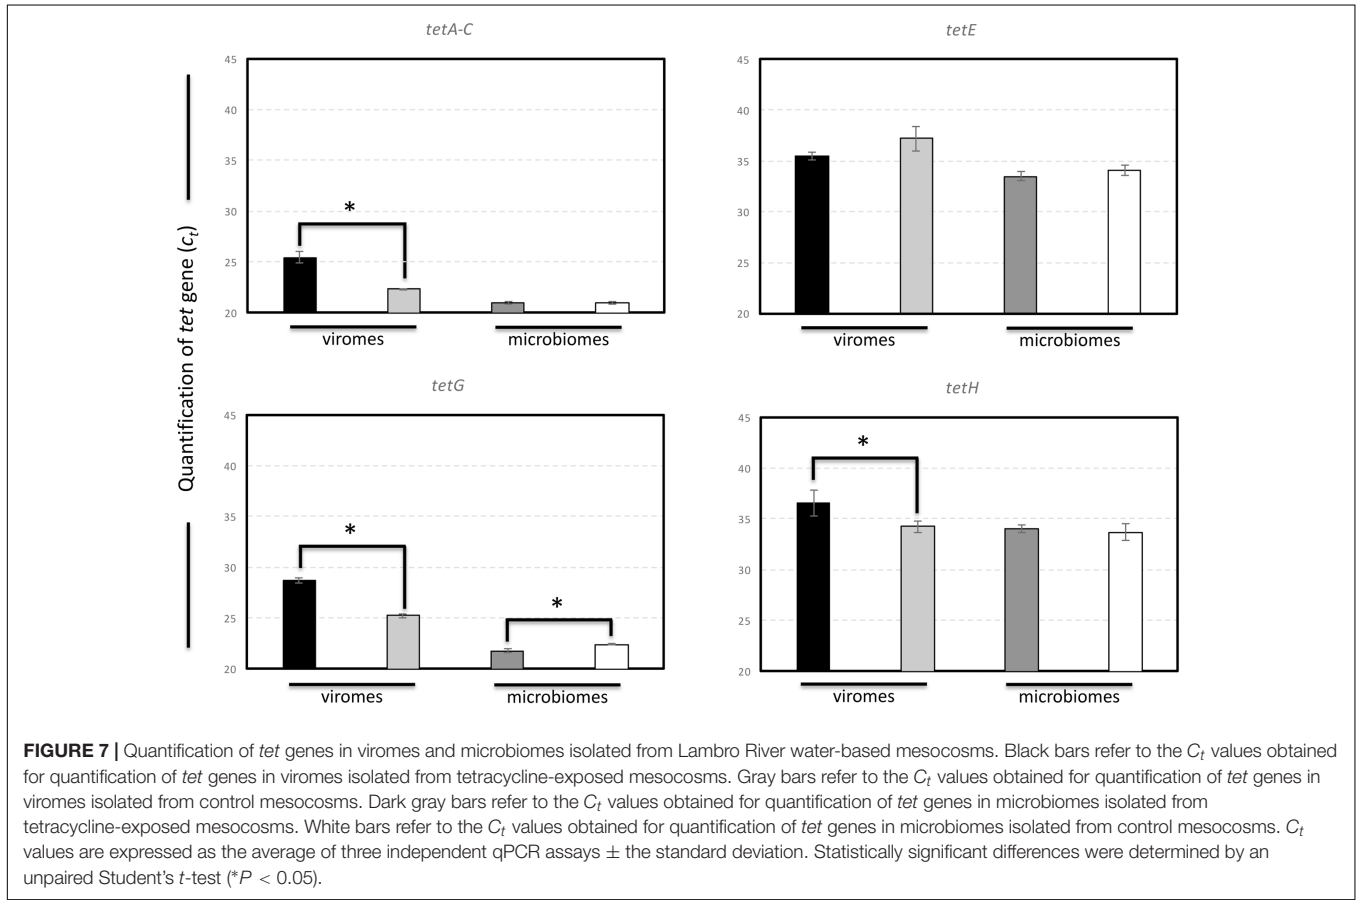 tetA-C
tetE
Quantification of tet gene (ct)
45
40
35
30
25
20
*
viromes
microbiomes
45
40
35
30
25
20
viromes
microbiomes
tetG
tetH
45
40
35
30
25
20
*
*
viromes
microbiomes
45
40
35
30
25
20
*
viromes
microbiomes
FIGURE 7 | Quantification of tet genes in viromes and microbiomes isolated from Lambro River water-based mesocosms. Black bars refer to the Ct values obtained
for quantification of tet genes in viromes isolated from tetracycline-exposed mesocosms. Gray bars refer to the Ct values obtained for quantification of tet genes in
viromes isolated from control mesocosms. Dark gray bars refer to the Ct values obtained for quantification of tet genes in microbiomes isolated from
tetracycline-exposed mesocosms. White bars refer to the Ct values obtained for quantification of tet genes in microbiomes isolated from control mesocosms. Ct
values are expressed as the average of three independent qPCR assays ± the standard deviation. Statistically significant differences were determined by an
unpaired Student's t-test (*P < 0.05).